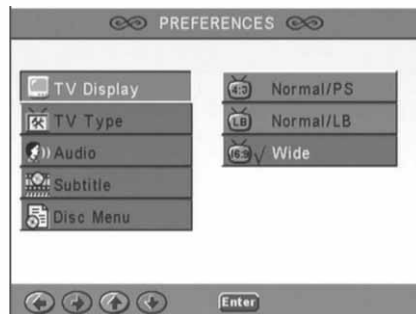 PREFERENCES
TV Display
TV Type
Audio
Subtitle
Disc Menu
4:3 Normal/PS
LB Normal/LB
16:9 √ Wide
Enter